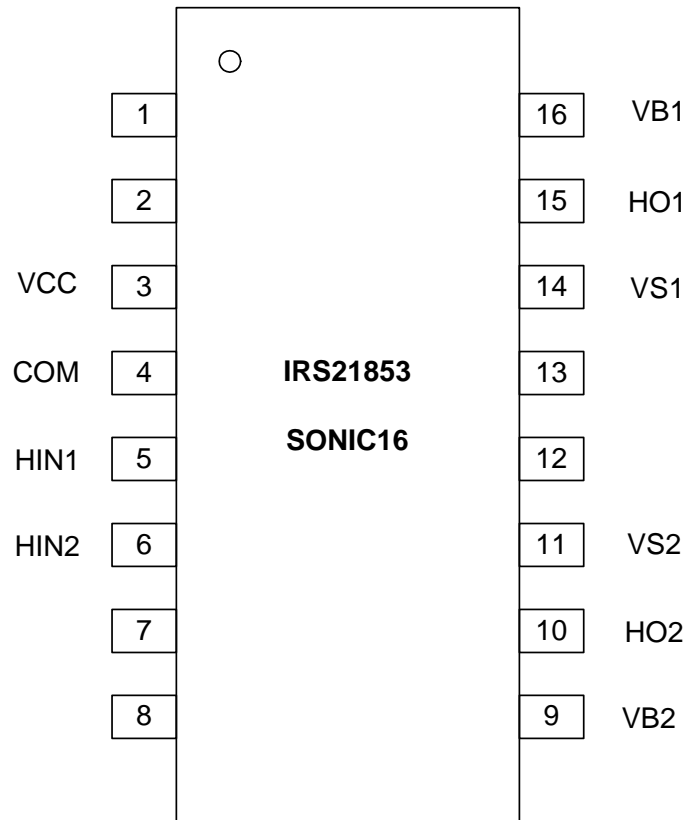 1 16 VB1
2 15 HO1
VCC 3 14 VS1
COM 4 IRS21853 13
SONIC16
HIN1 5 12
HIN2 6 11 VS2
7 10 HO2
8 9 VB2